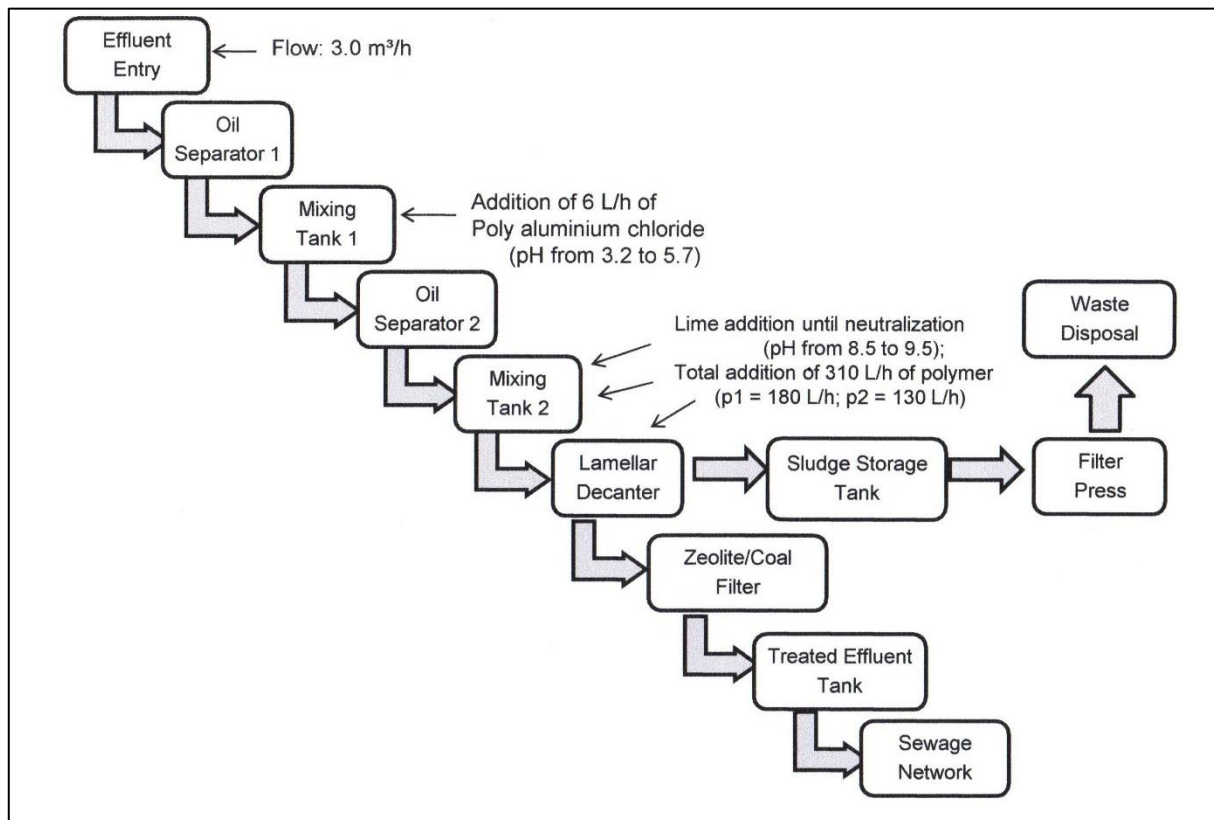 Effluent
Entry
Flow: 3.0 m³/h
Oil
Separator 1
Mixing
Tank 1
Addition of 6 L/h of
Poly aluminium chloride
(pH from 3.2 to 5.7)
Oil
Separator 2
Mixing
Tank 2
Lime addition until neutralization
(pH from 8.5 to 9.5);
Total addition of 310 L/h of polymer
(p1 = 180 L/h; p2 = 130 L/h)
Waste
Disposal
Lamellar
Decanter
Sludge Storage
Tank
Filter
Press
Zeolite/Coal
Filter
Treated Effluent
Tank
Sewage
Network